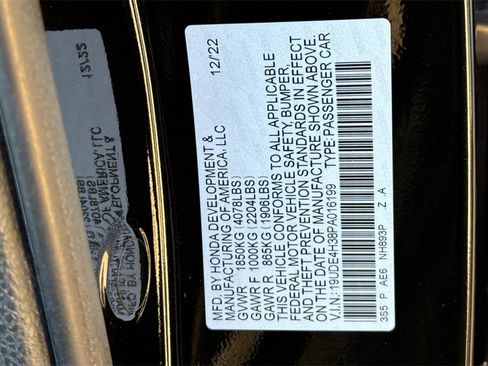 MFD. BY HONDA DEVELOPMENT & 12/22
MANUFACTURING OF AMERICA, LLC
GVWR 1850KG (4078LBS)
GAWR F 1000KG (2204LBS)
GAWR R 865KG (1906LBS)
THIS VEHICLE CONFORMS TO ALL APPLICABLE
FEDERAL MOTOR VEHICLE SAFETY, BUMPER,
AND THEFT PREVENTION STANDARDS IN EFFECT
ON THE DATE OF MANUFACTURE SHOWN ABOVE.
V.I.N.:19UDE4H38PA016199 TYPE:PASSENGER CAR
3S5 P AE6 NH893P Z A